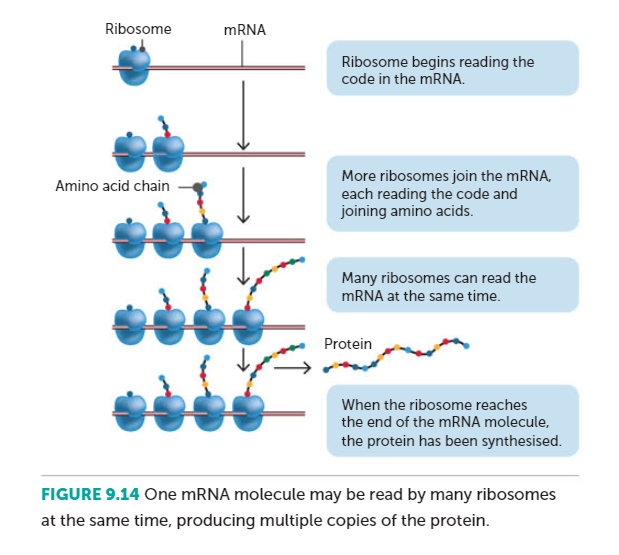 Ribosome
mRNA
Ribosome begins reading the
code in the mRNA.
Amino acid chain
More ribosomes join the mRNA,
each reading the code and
joining amino acids.
Many ribosomes can read the
mRNA at the same time.
Protein
When the ribosome reaches
the end of the mRNA molecule,
the protein has been synthesised.
FIGURE 9.14 One mRNA molecule may be read by many ribosomes
at the same time, producing multiple copies of the protein.